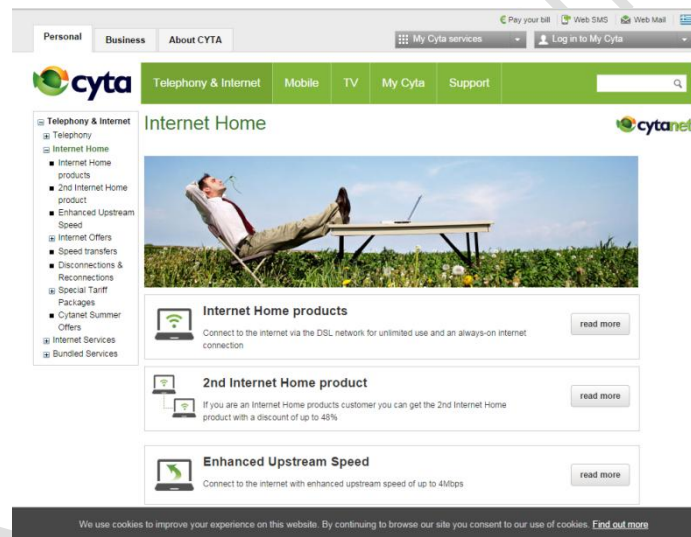 Pay your bill Web SMS Web Mail
Personal Business About CYTA My Cyta services Log in to My Cyta
cyta Telephony & Internet Mobile TV My Cyta Support
Telephony & Internet
Telephony
Internet Home
Internet Home
products
2nd Internet Home
product
Enhanced Upstream
Speed
Internet Offers
Speed transfers
Disconnections &
Reconnections
Special Tariff
Packages
Cytanet Summer
Offers
Internet Services
Bundled Services
Internet Home
cytanet
Internet Home products
Connect to the internet via the DSL network for unlimited use and an always-on internet
connection
read more
2nd Internet Home product
If you are an Internet Home products customer you can get the 2nd Internet Home
product with a discount of up to 48%
read more
Enhanced Upstream Speed
Connect to the internet with enhanced upstream speed of up to 4Mbps
read more
We use cookies to improve your experience on this website. By continuing to browse our site you consent to our use of cookies. Find out more